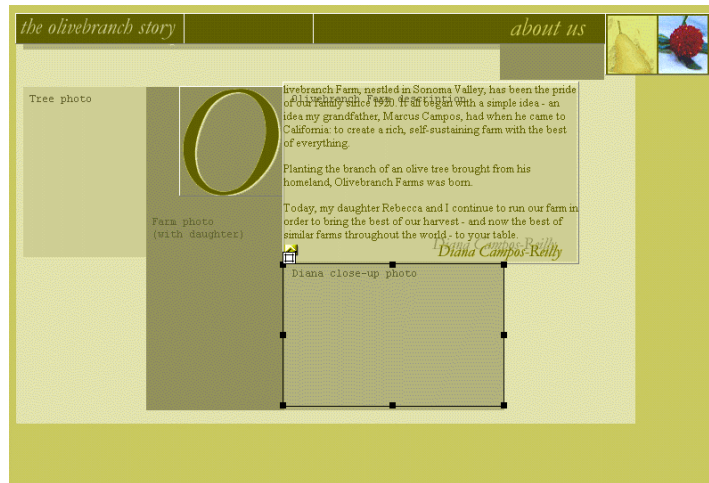 the olivebranch story
about us
Tree photo
O
livebranch Farm, nestled in Sonoma Valley, has been the pride
Olivebranch Farm description
of our family since 1920. It all began with a simple idea - an
idea my grandfather, Marcus Campos, had when he came to
California: to create a rich, self-sustaining farm with the best
of everything.
Planting the branch of an olive tree brought from his
homeland, Olivebranch Farms was born.
Today, my daughter Rebecca and I continue to run our farm in
order to bring the best of our harvest - and now the best of
similar farms throughout the world - to your table.
Farm photo
(with daughter)
Diana Campos-Reilly
Diana Campos-Reilly
Diana close-up photo